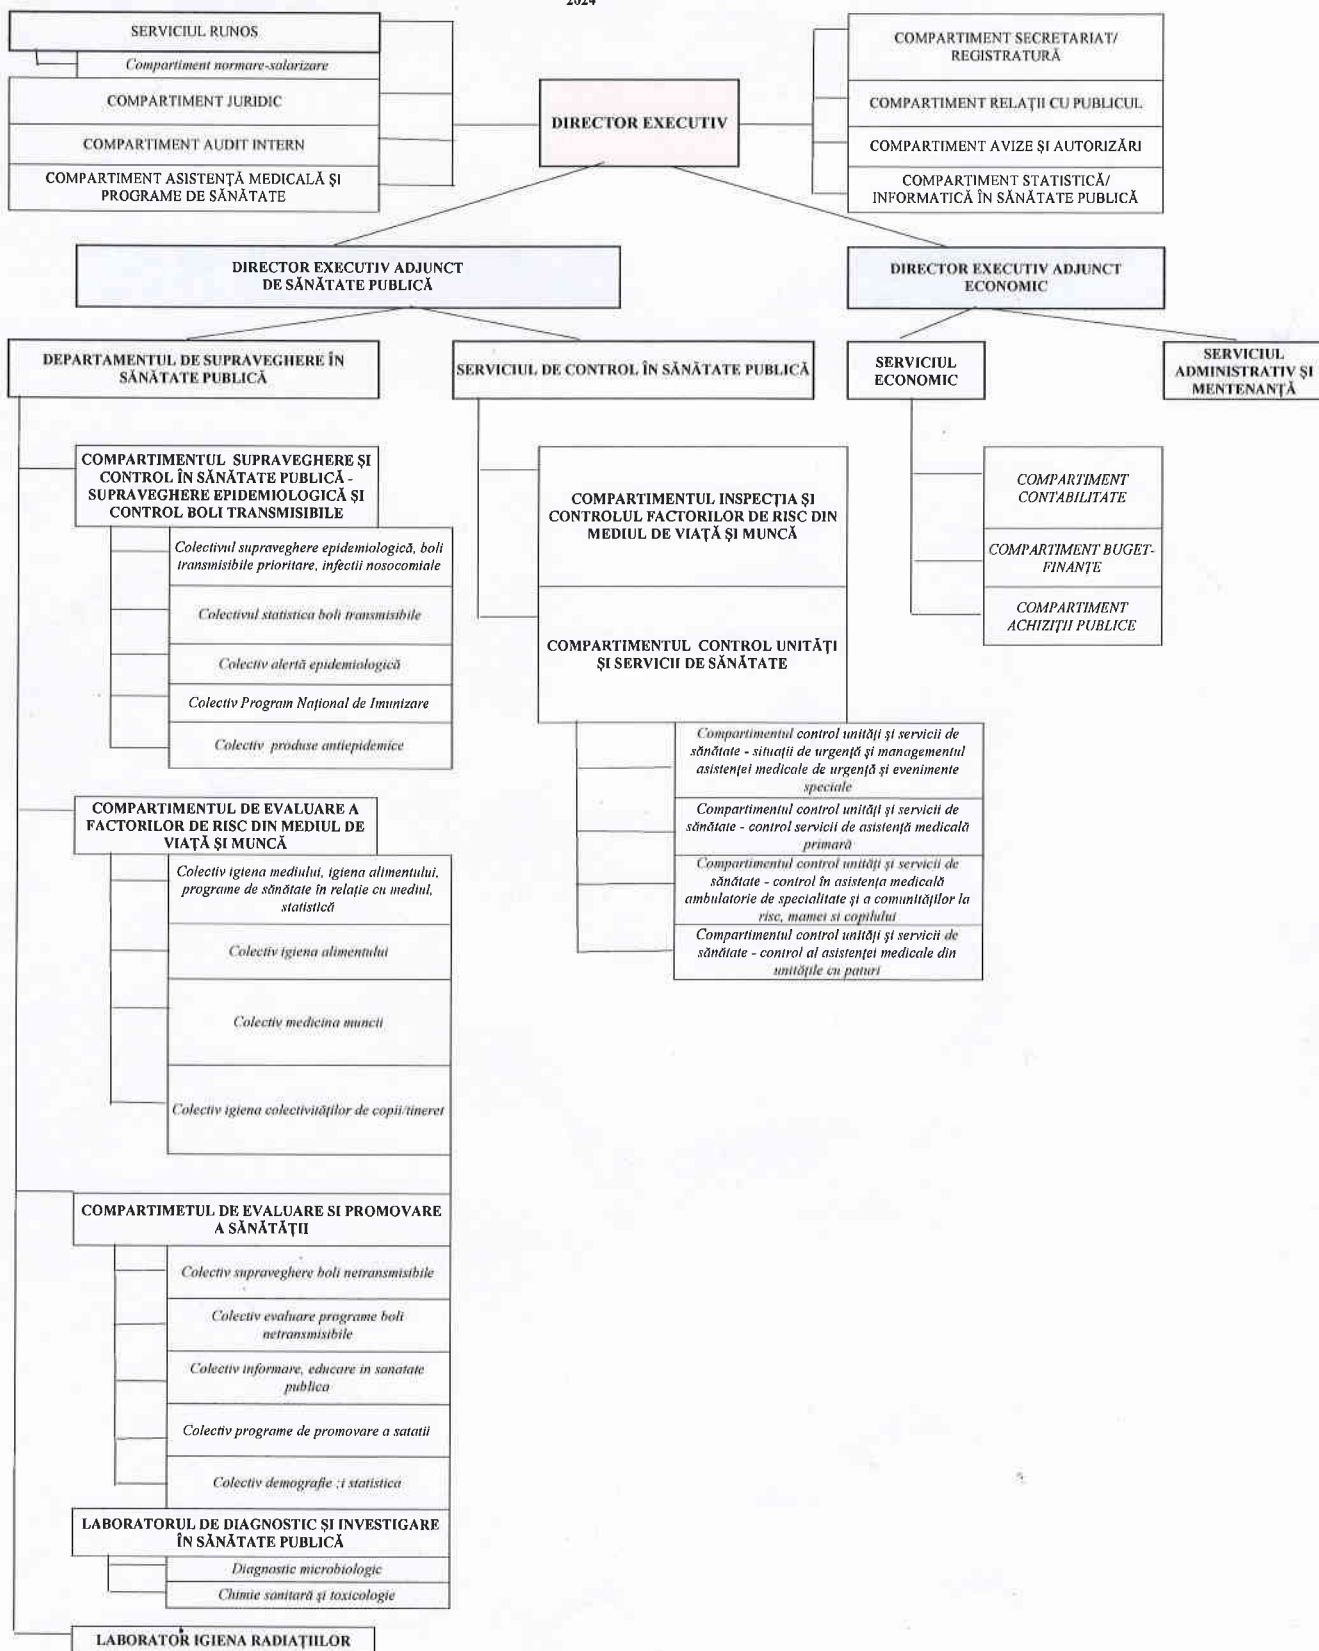 2024
SERVICIUL RUNOS
Compartiment normare-salarizare
COMPARTIMENT JURIDIC
COMPARTIMENT AUDIT INTERN
COMPARTIMENT ASISTENȚĂ MEDICALĂ ȘI
PROGRAME DE SĂNĂTATE
DIRECTOR EXECUTIV
COMPARTIMENT SECRETARIAT/
REGISTRATURĂ
COMPARTIMENT RELAȚII CU PUBLICUL
COMPARTIMENT AVIZE ȘI AUTORIZĂRI
COMPARTIMENT STATISTICĂ/
INFORMATICĂ ÎN SĂNĂTATE PUBLICĂ
DIRECTOR EXECUTIV ADJUNCT
DE SĂNĂTATE PUBLICĂ
DIRECTOR EXECUTIV ADJUNCT
ECONOMIC
DEPARTAMENTUL DE SUPRAVEGHERE ÎN
SĂNĂTATE PUBLICĂ
SERVICIUL DE CONTROL ÎN SĂNĂTATE PUBLICĂ
SERVICIUL
ECONOMIC
SERVICIUL
ADMINISTRATIV ȘI
MENTENANȚĂ
COMPARTIMENTUL SUPRAVEGHERE ȘI
CONTROL ÎN SĂNĂTATE PUBLICĂ -
SUPRAVEGHERE EPIDEMIOLOGICĂ ȘI
CONTROL BOLI TRANSMISIBILE
Colectivul supraveghere epidemiologică, boli
transmisibile prioritare, infectii nosocomiale
Colectivul statistica boli transmisibile
Colectiv alertă epidemiologică
Colectiv Program Național de Imunizare
Colectiv produse antiepidemice
COMPARTIMENTUL DE EVALUARE A
FACTORILOR DE RISC DIN MEDIUL DE
VIAȚĂ ȘI MUNCĂ
Colectiv igiena mediului, igiena alimentului,
programe de sănătate în relație cu mediul,
statistică
Colectiv igiena alimentului
Colectiv medicina muncii
Colectiv igiena colectivităților de copii/tineret
COMPARTIMETUL DE EVALUARE SI PROMOVARE
A SĂNĂTĂȚII
Colectiv supraveghere boli netransmisibile
Colectiv evaluare programe boli
netransmisibile
Colectiv informare, educare in sanatate
publica
Colectiv programe de promovare a satatii
Colectiv demografie ;i statistica
LABORATORUL DE DIAGNOSTIC ȘI INVESTIGARE
ÎN SĂNĂTATE PUBLICĂ
Diagnostic microbiologic
Chimie sanitară și toxicologie
LABORATOR IGIENA RADIAȚIILOR
COMPARTIMENTUL INSPECȚIA ȘI
CONTROLUL FACTORILOR DE RISC DIN
MEDIUL DE VIAȚĂ ȘI MUNCĂ
COMPARTIMENTUL CONTROL UNITĂȚI
ȘI SERVICII DE SĂNĂTATE
Compartimentul control unități și servicii de
sănătate - situații de urgență și managementul
asistenței medicale de urgență și evenimente
speciale
Compartimentul control unități și servicii de
sănătate - control servicii de asistență medicală
primară
Compartimentul control unități și servicii de
sănătate - control în asistența medicală
ambulatorie de specialitate și a comunităților la
risc, mamei si copilului
Compartimentul control unități și servicii de
sănătate - control al asistenței medicale din
unitățile cu paturi
COMPARTIMENT
CONTABILITATE
COMPARTIMENT BUGET-
FINANȚE
COMPARTIMENT
ACHIZIȚII PUBLICE